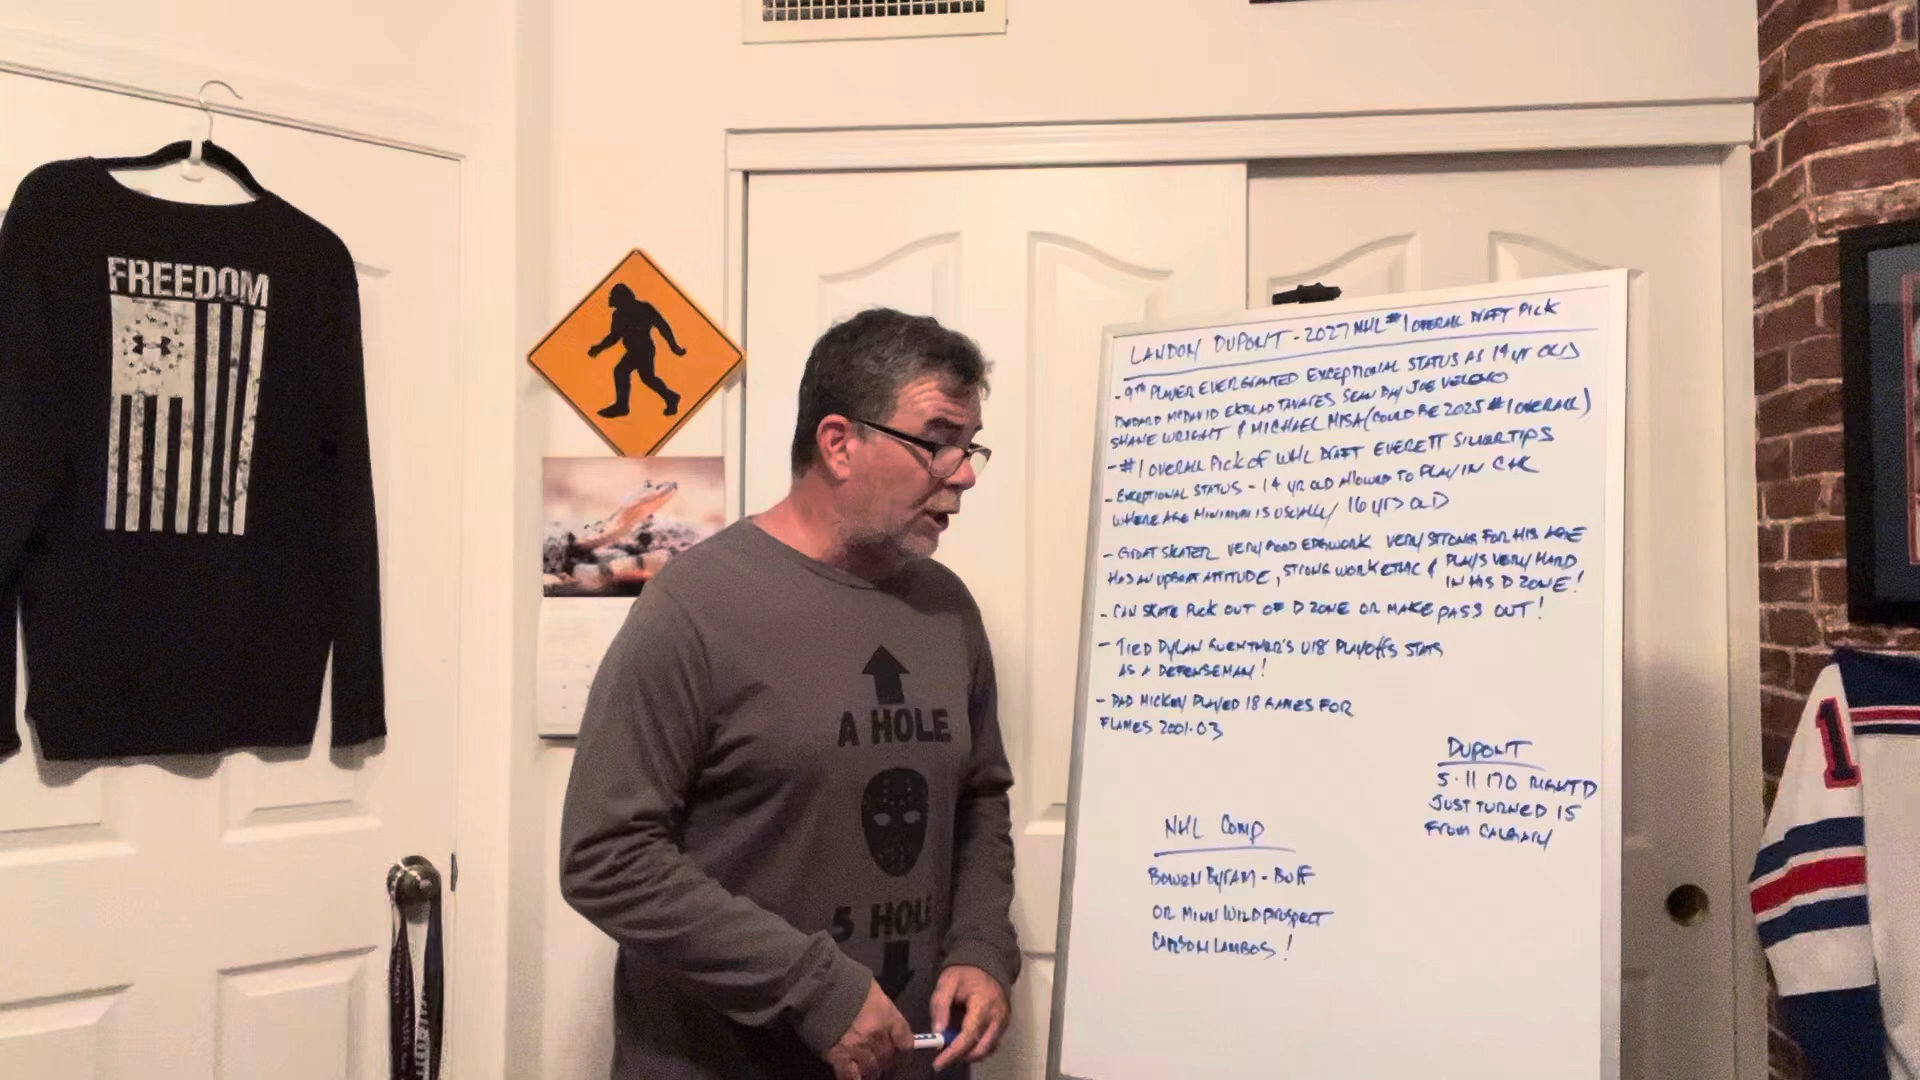 FREEDOM
LANDON DUPONT - 2027 NHL #1 OVERALL DRAFT PICK
- 9TH PLAYER EVER GRANTED EXCEPTIONAL STATUS AS 14 YR OLD
BEDARD McDAVID EKBLAD TAVARES SEAN DAY JOE VELENO
SHANE WRIGHT & MICHAEL MISA (COULD BE 2025 #1 OVERALL)
- #1 OVERALL PICK OF WHL DRAFT EVERETT SILVERTIPS
- EXCEPTIONAL STATUS - 14 YR OLD ALLOWED TO PLAY IN CHL
WHERE AGE MINIMUM IS USUALLY 16 YRS OLD
- GREAT SKATER VERY GOOD EDGEWORK VERY STRONG FOR HIS AGE
HAS AN UPBEAT ATTITUDE, STRONG WORK ETHIC & PLAYS VERY HARD
IN HIS D ZONE!
- CAN SKATE PUCK OUT OF D ZONE OR MAKE PASS OUT!
- TIED DYLAN GUENTHER'S U18 PLAYOFFS STATS
AS A DEFENSEMAN!
- DAD MICKEY PLAYED 18 GAMES FOR
FLAMES 2001-03
DUPONT
5-11 170 RIGHT D
JUST TURNED 15
FROM CALGARY
NHL COMP
BOWEN BYRAM - BUFF
OR MINN WILD PROSPECT
CARSON LAMBOS!
A HOLE
5 HOLE
1